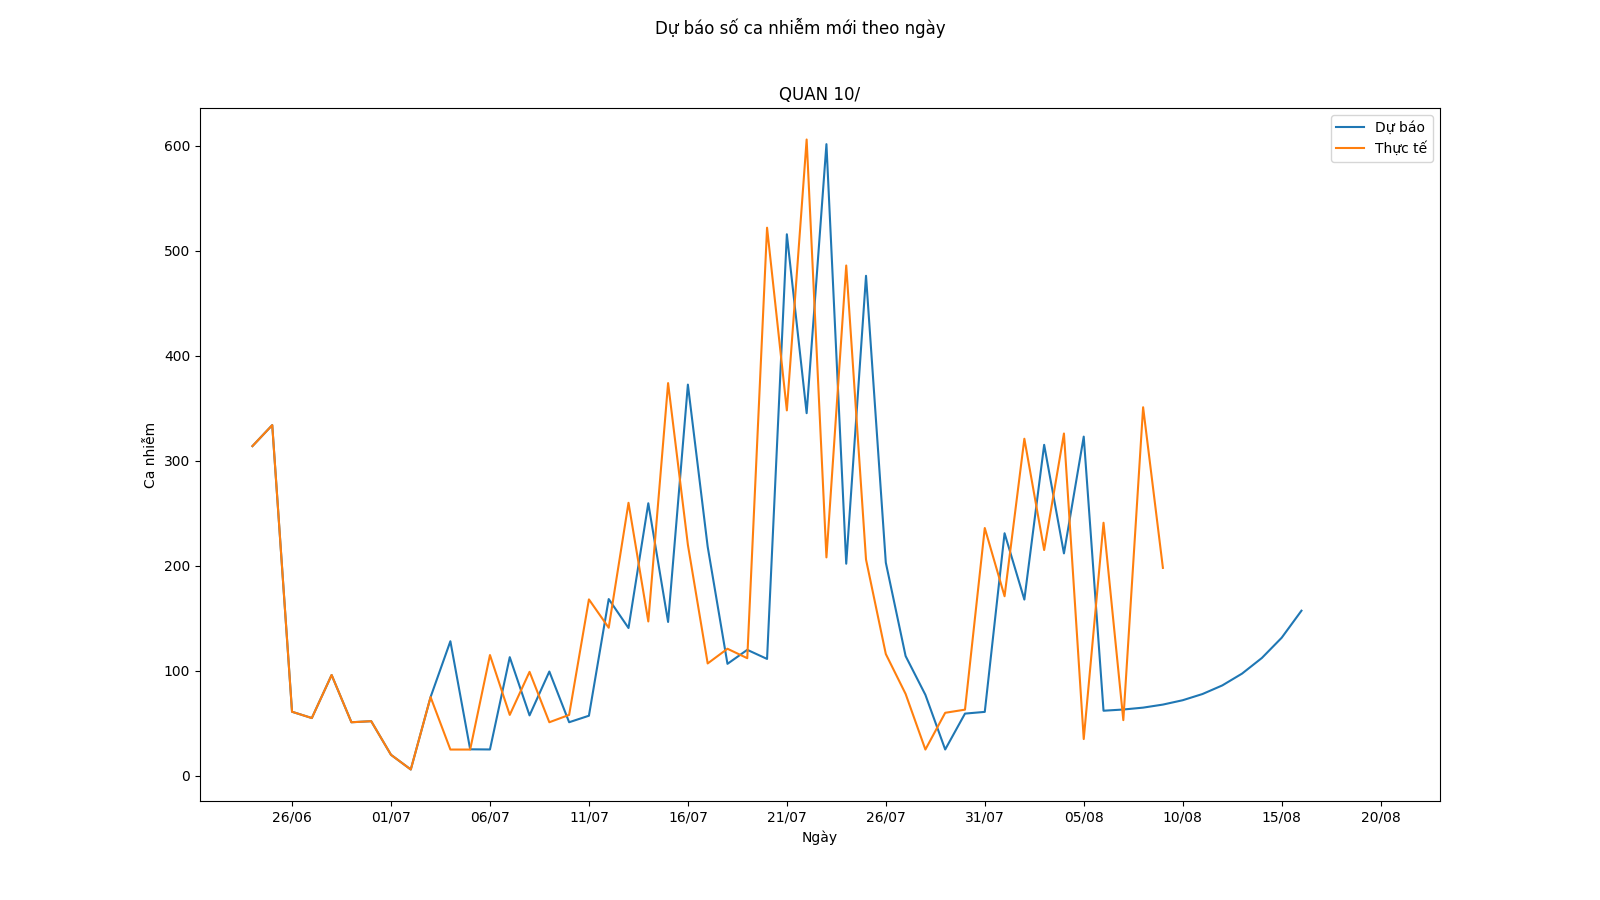 Dự báo số ca nhiễm mới theo ngày
QUAN 10/
Dự báo
Thực tế
600
500
400
300
200
100
0
Ca nhiễm
26/06 01/07 06/07 11/07 16/07 21/07 26/07 31/07 05/08 10/08 15/08 20/08
Ngày